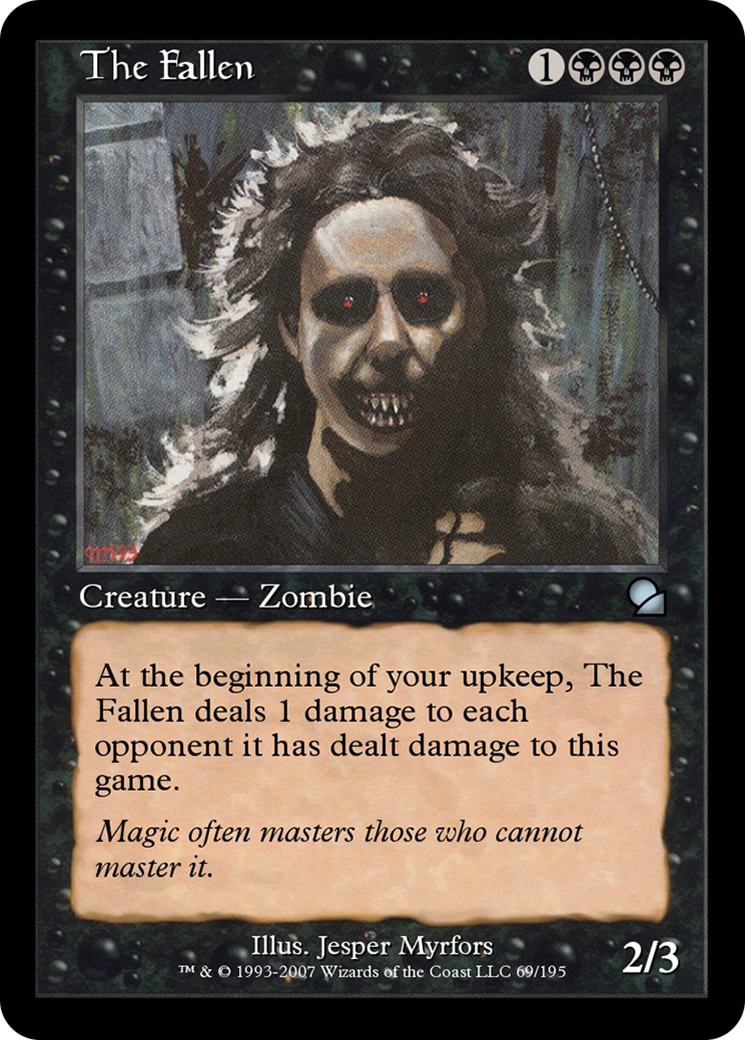 The Fallen
1
Creature — Zombie
At the beginning of your upkeep, The
Fallen deals 1 damage to each
opponent it has dealt damage to this
game.
Magic often masters those who cannot
master it.
Illus. Jesper Myrfors
™ & © 1993-2007 Wizards of the Coast LLC 69/195
2/3